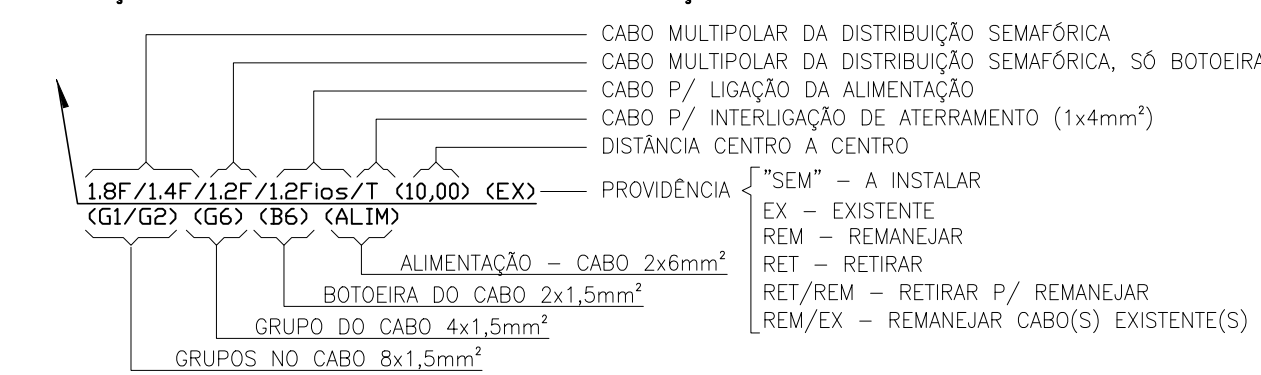 CABO MULTIPOLAR DA DISTRIBUIÇÃO SEMAFÓRICA
CABO MULTIPOLAR DA DISTRIBUIÇÃO SEMAFÓRICA, SÓ BOTOEIRA
CABO P/ LIGAÇÃO DA ALIMENTAÇÃO
CABO P/ INTERLIGAÇÃO DE ATERRAMENTO (1x4mm²)
DISTÂNCIA CENTRO A CENTRO
1.8F/1.4F/1.2F/1.2Fios/T (10,00) (EX)
(G1/G2) (G6) (B6) (ALIM)
PROVIDÊNCIA
"SEM" – A INSTALAR
EX – EXISTENTE
REM – REMANEJAR
RET – RETIRAR
RET/REM – RETIRAR P/ REMANEJAR
REM/EX – REMANEJAR CABO(S) EXISTENTE(S)
ALIMENTAÇÃO – CABO 2x6mm²
BOTOEIRA DO CABO 2x1,5mm²
GRUPO DO CABO 4x1,5mm²
GRUPOS NO CABO 8x1,5mm²